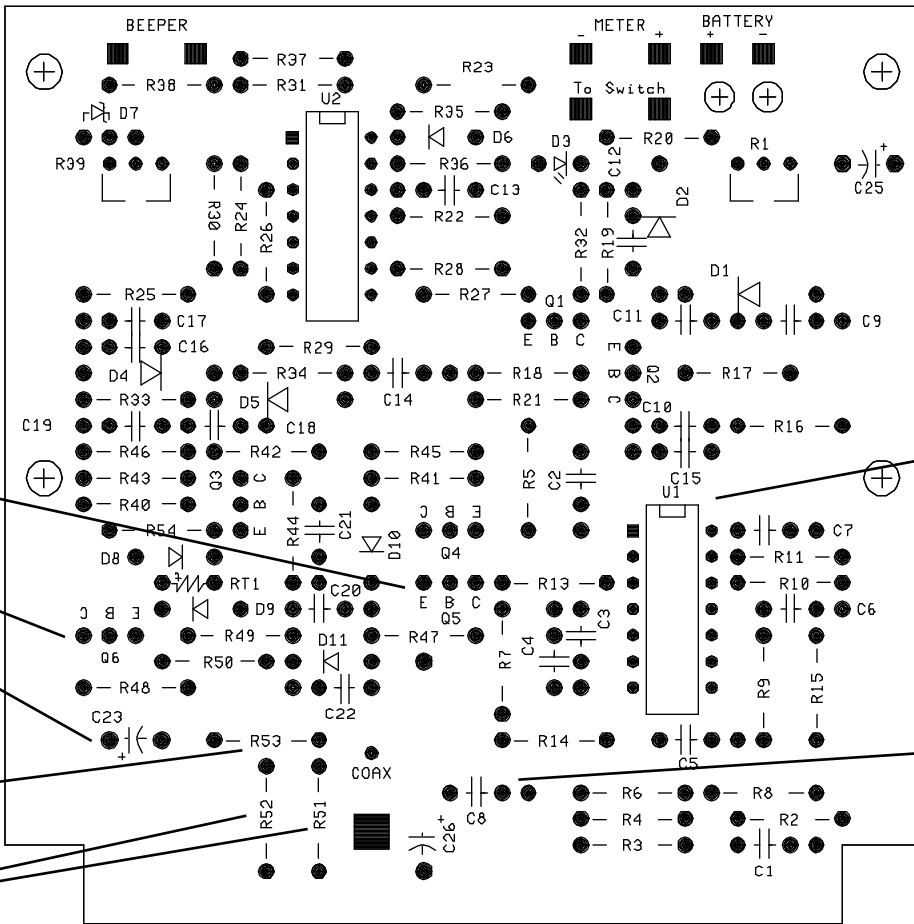 BEEPER METER BATTERY
- + + -
R37
R38 R31 R23
U2 To Switch
D7 R35
D6 D3 R20 R1 +
R39 R36 C12
C13 C25
R30 R24 R26 R22 R32 R19 D2
R28 D1
R25 R27 Q1
C17 E B C C11 C9
C16 R29 E
D4 R34 C14 R18 B Q2 R17
R33 D5 R21 C
C19 C18 C10 R16
R46 R42 R45 C15
R43 Q3 C R41 R5 C2 U1
R40 B
R54 E R44 C21 D10 C B E C7
D8 Q4 R11
RT1 C20 E B C R13 R10
C B E D9 Q5 C3 C6
Q6 R49 D11 R47 R7 C4
R50
R48 C22 R9 R15
C23
+ R53 R14
COAX C5
R52 R51 C8 R6 R8
+ R4 R2
C26 R3 C1